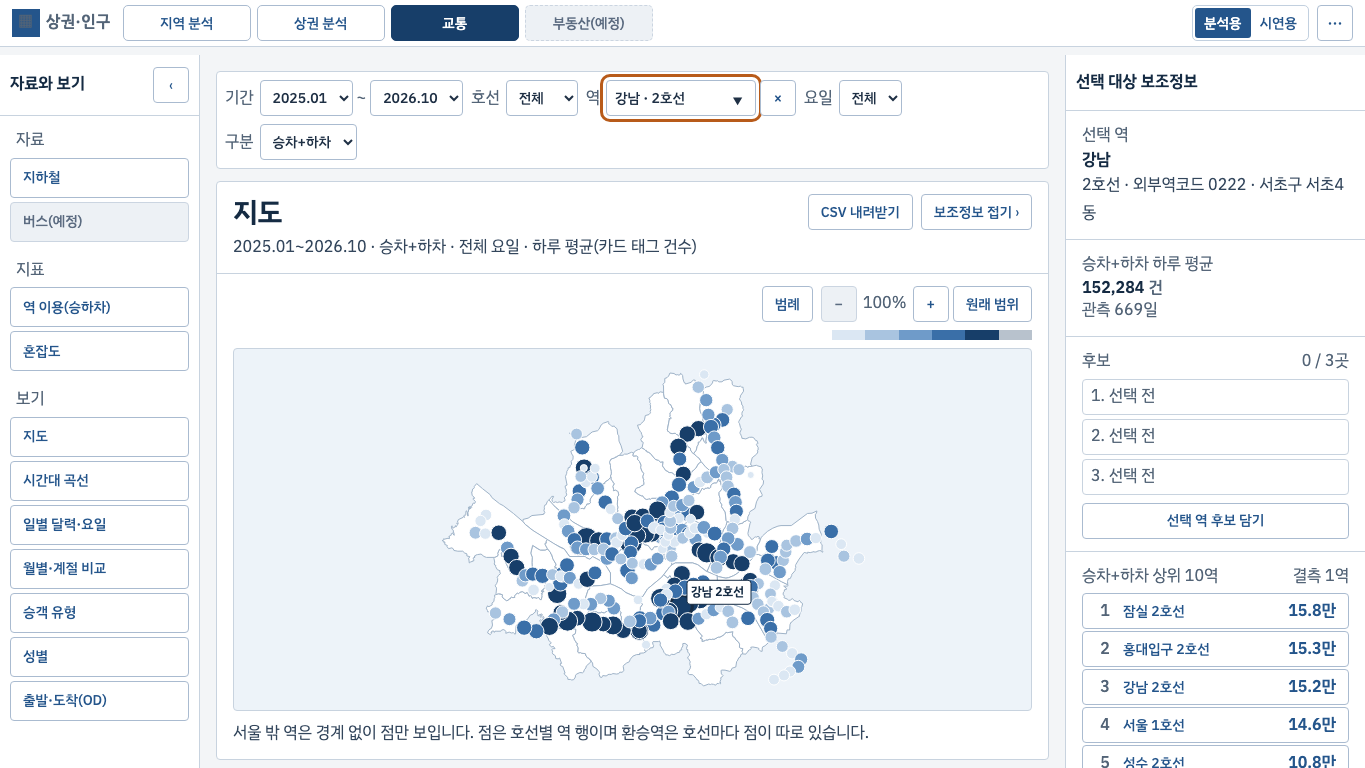 상권·인구
지역 분석
상권 분석
교통
부동산(예정)
분석용 시연용
···
자료와 보기
‹
자료
지하철
버스(예정)
지표
역 이용(승하차)
혼잡도
보기
지도
시간대 곡선
일별 달력·요일
월별·계절 비교
승객 유형
성별
출발·도착(OD)
기간 2025.01 ~ 2026.10 호선 전체 역 강남 · 2호선 ▼ × 요일 전체
구분 승차+하차
지도
CSV 내려받기 보조정보 접기 ›
2025.01~2026.10 · 승차+하차 · 전체 요일 · 하루 평균(카드 태그 건수)
범례 − 100% + 원래 범위
강남 2호선
서울 밖 역은 경계 없이 점만 보입니다. 점은 호선별 역 행이며 환승역은 호선마다 점이 따로 있습니다.
선택 대상 보조정보
선택 역
강남
2호선 · 외부역코드 0222 · 서초구 서초4
동
승차+하차 하루 평균
152,284 건
관측 669일
후보 0 / 3곳
1. 선택 전
2. 선택 전
3. 선택 전
선택 역 후보 담기
승차+하차 상위 10역 결측 1역
1 잠실 2호선 15.8만
2 홍대입구 2호선 15.3만
3 강남 2호선 15.2만
4 서울 1호선 14.6만
5 성수 2호선 10.8만